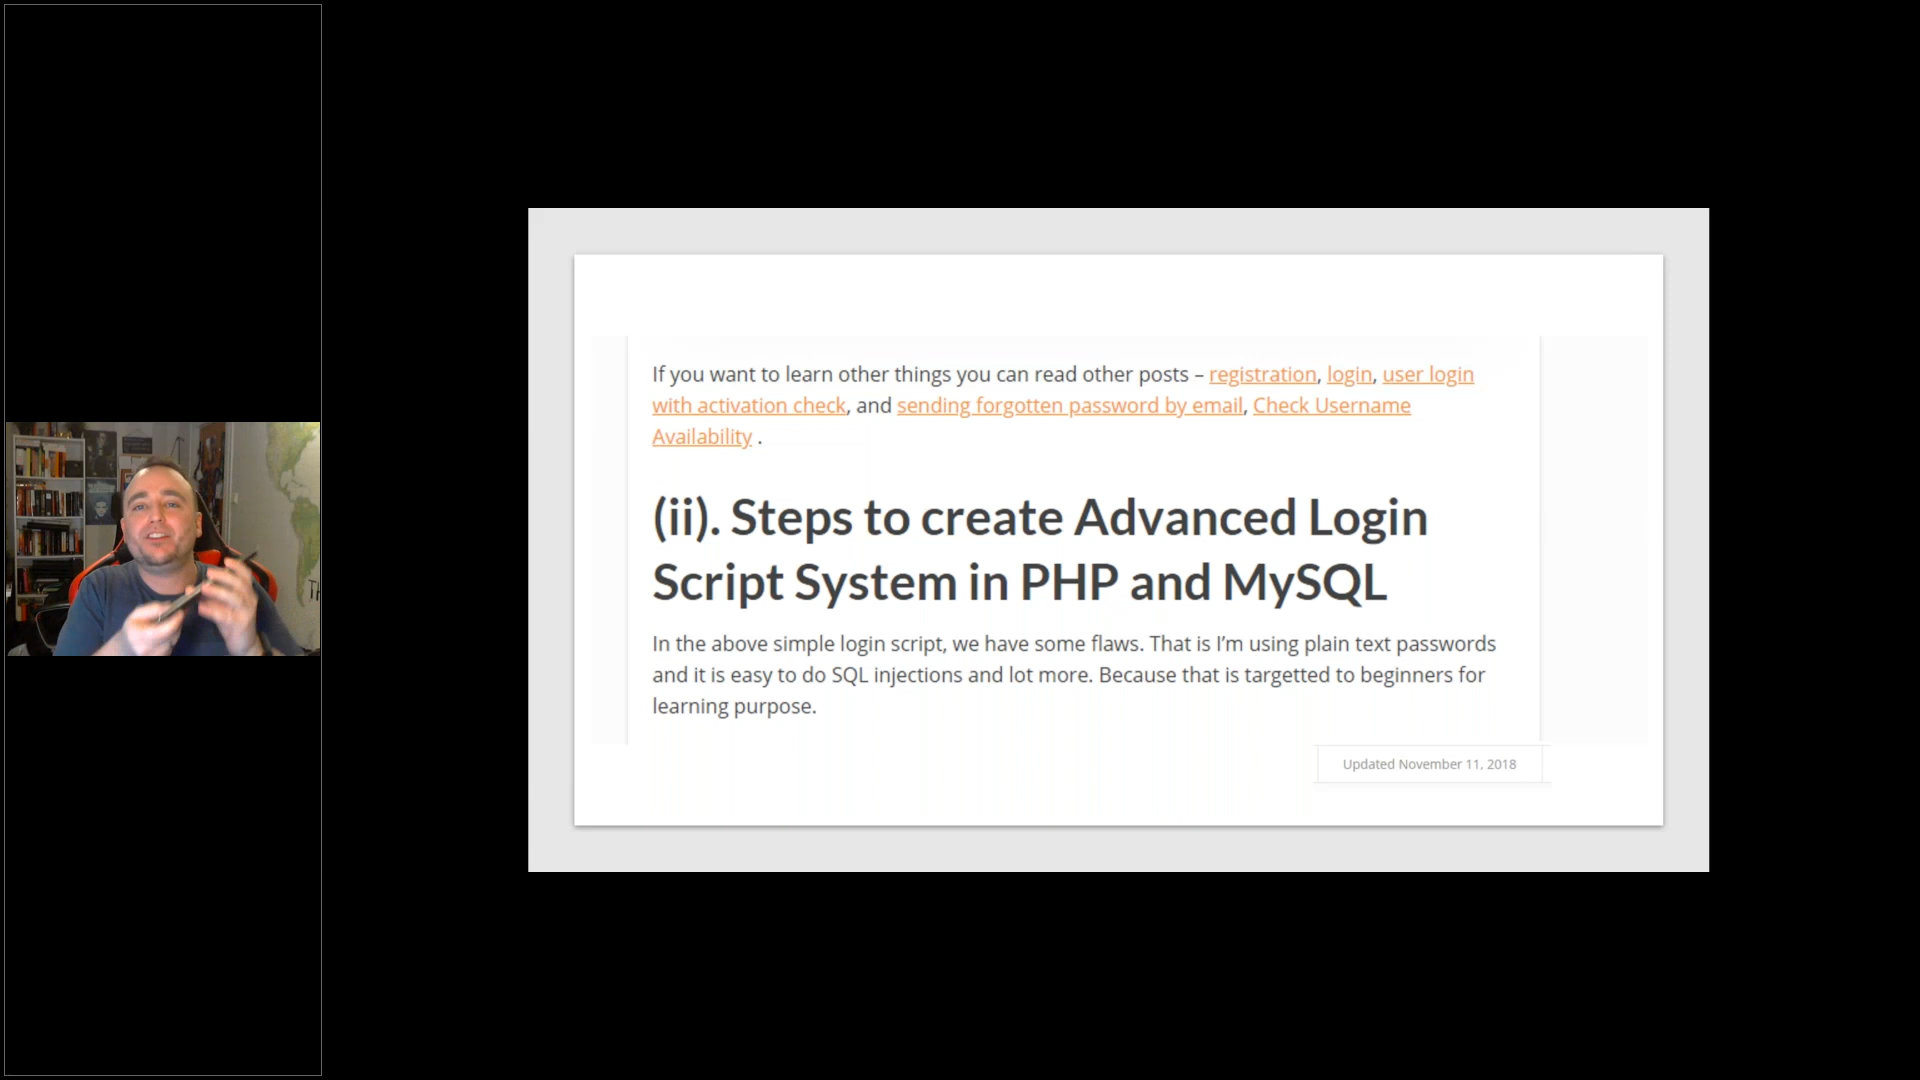 If you want to learn other things you can read other posts – registration, login, user login
with activation check, and sending forgotten password by email, Check Username
Availability .
(ii). Steps to create Advanced Login
Script System in PHP and MySQL
In the above simple login script, we have some flaws. That is I’m using plain text passwords
and it is easy to do SQL injections and lot more. Because that is targetted to beginners for
learning purpose.
Updated November 11, 2018